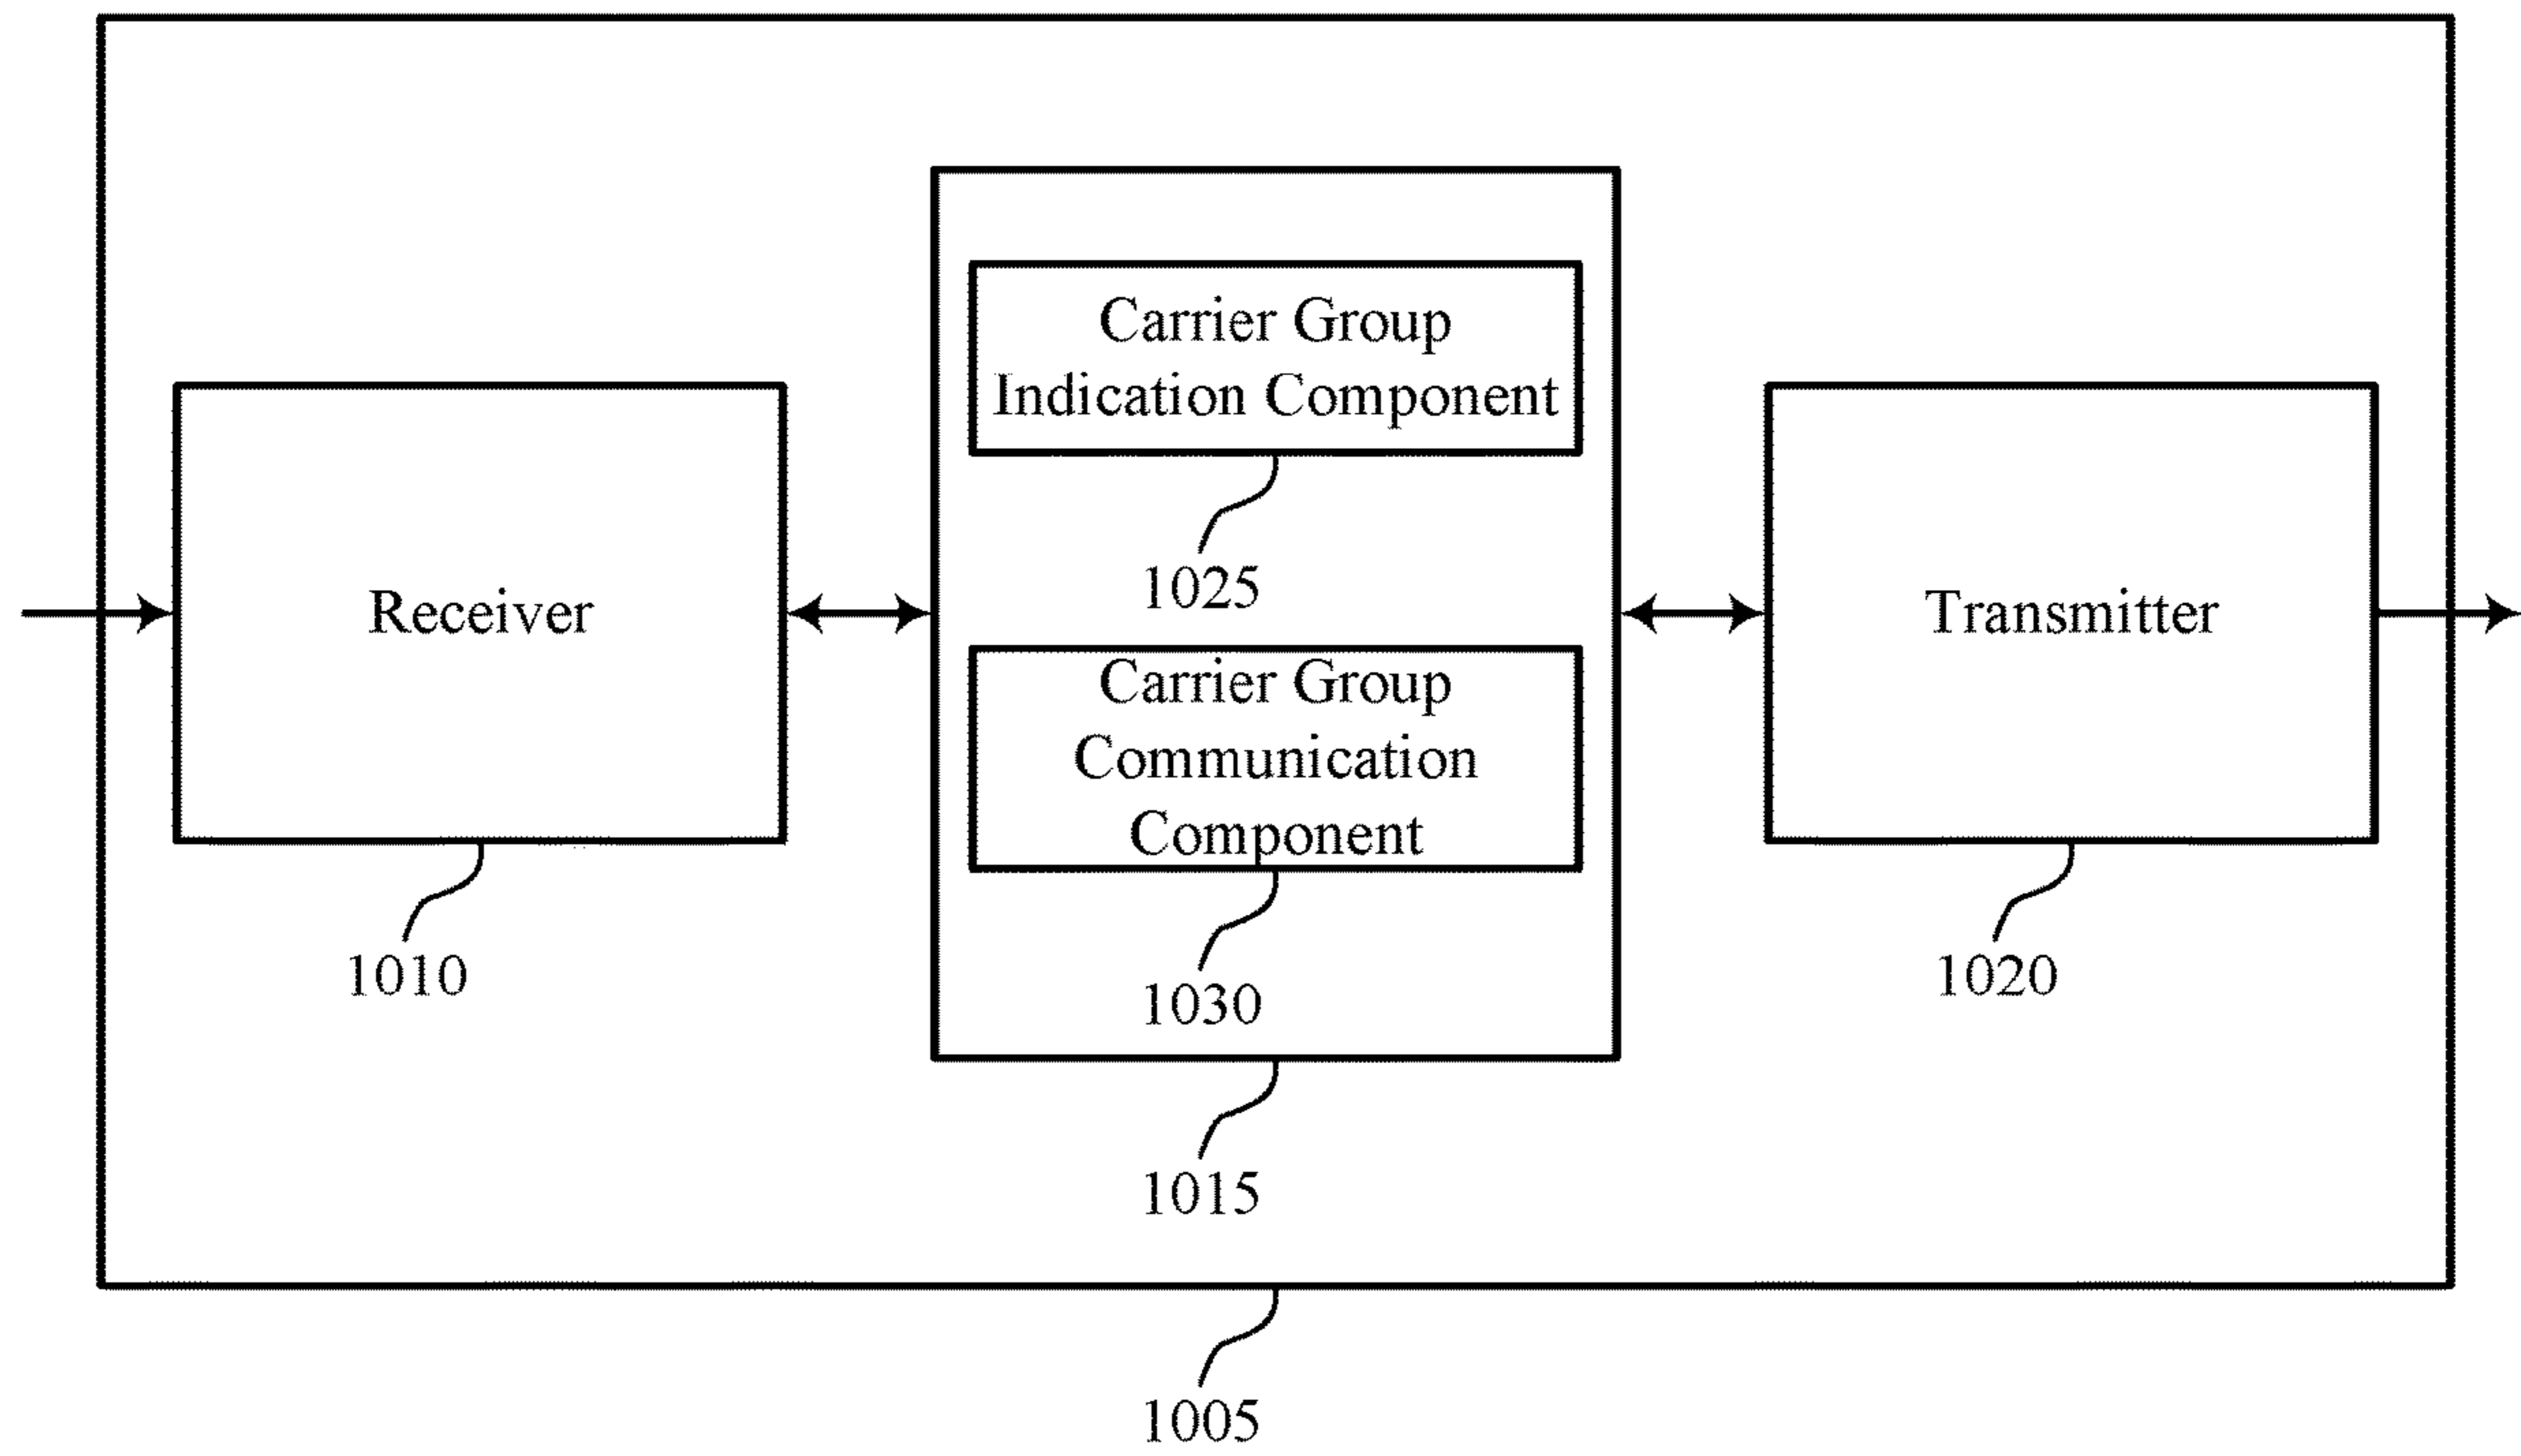 Carrier Group
Indication Component
1025
Receiver
Transmitter
Carrier Group
Communication
Component
1010
1030
1020
1015
1005